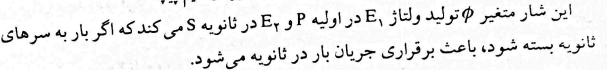 این شار متغیر ϕ تولید ولتاژ E₁ در اولیه P و E₂ در ثانویه S می‌کند که اگر بار به سرهای
ثانویه بسته شود، باعث برقراری جریان بار در ثانویه می‌شود.